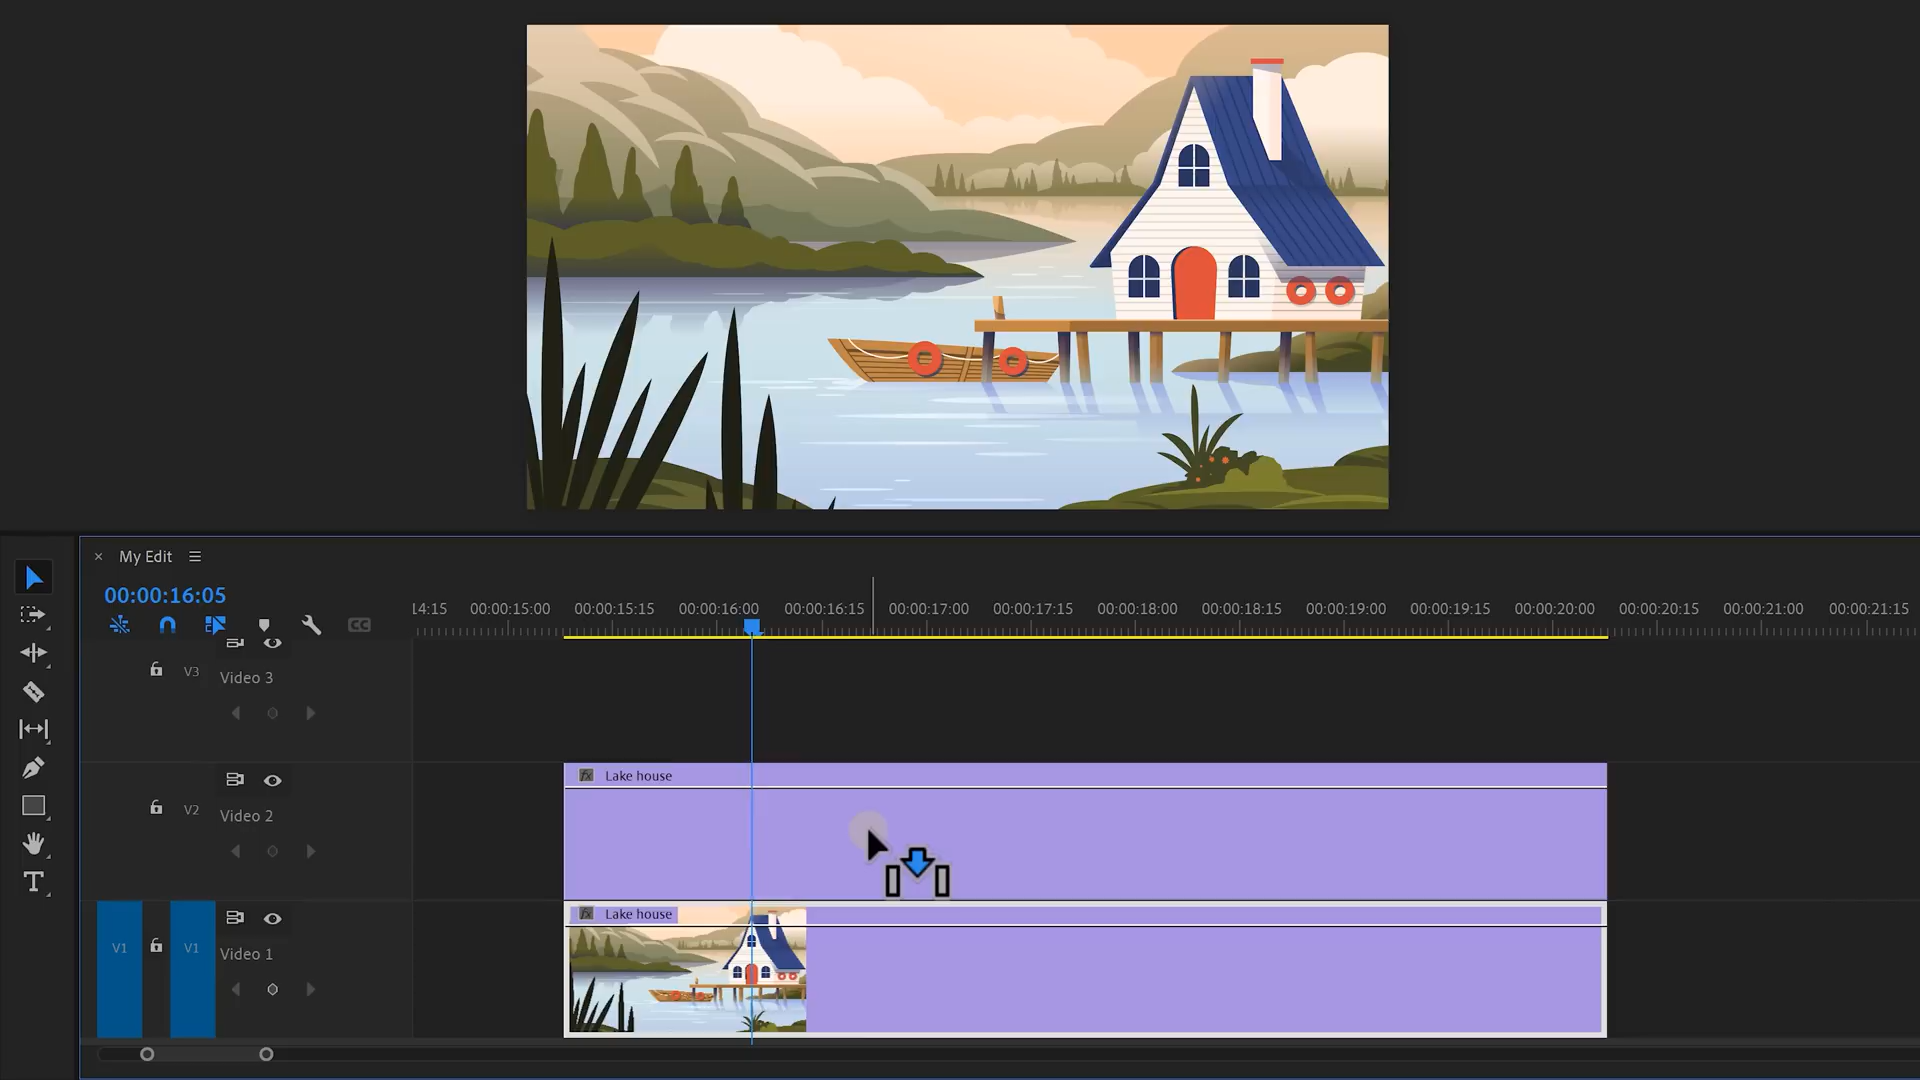 My Edit
00:00:16:05
14:15 00:00:15:00 00:00:15:15 00:00:16:00 00:00:16:15 00:00:17:00 00:00:17:15 00:00:18:00 00:00:18:15 00:00:19:00 00:00:19:15 00:00:20:00 00:00:20:15 00:00:21:00 00:00:21:15
CC
V3 Video 3
Lake house
V2 Video 2
Lake house
V1 V1 Video 1
T
fx
fx